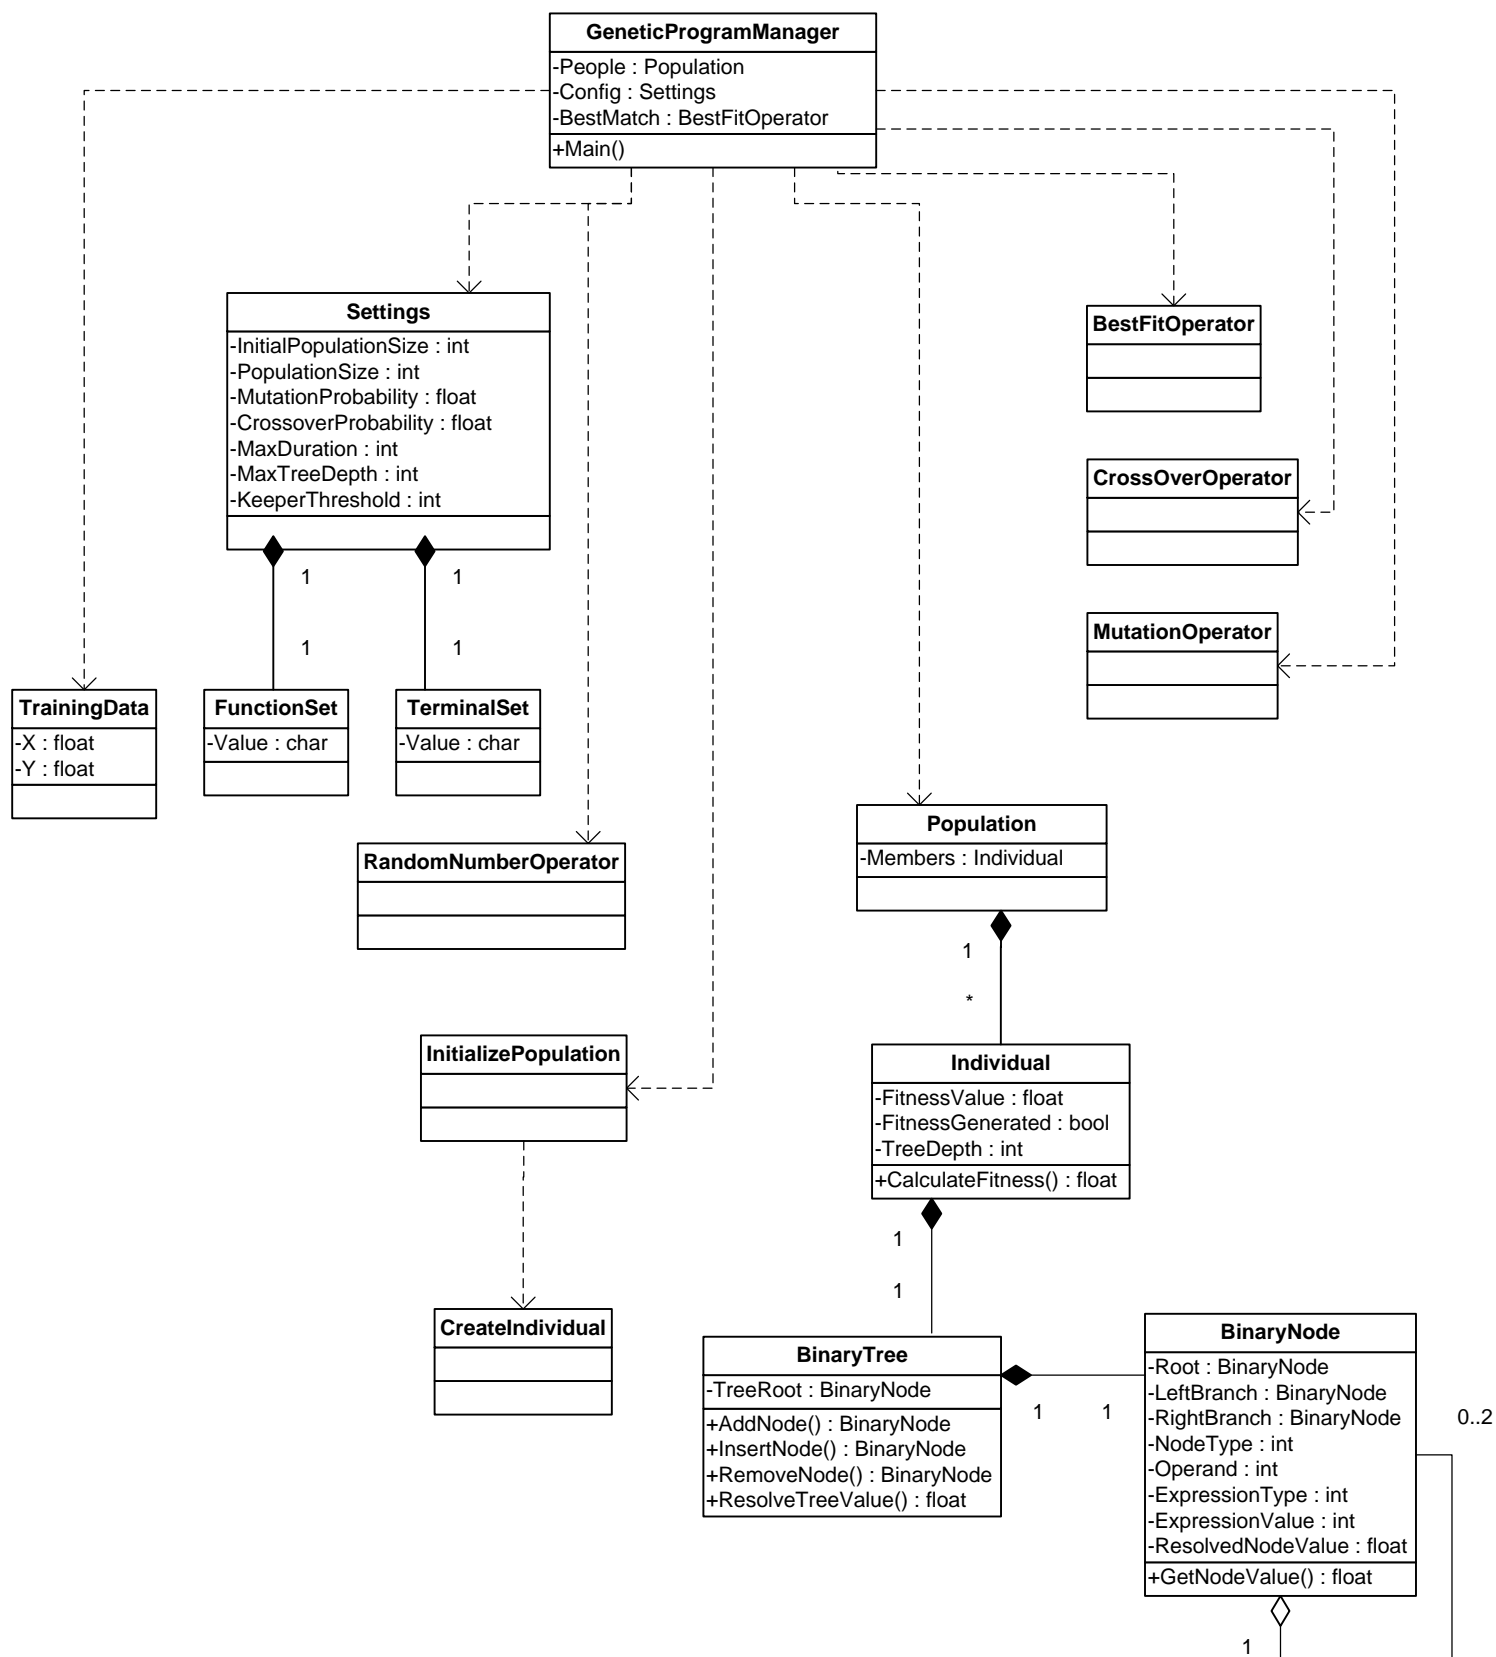 GeneticProgramManager
-People : Population
-Config : Settings
-BestMatch : BestFitOperator
+Main()
Settings
-InitialPopulationSize : int
-PopulationSize : int
-MutationProbability : float
-CrossoverProbability : float
-MaxDuration : int
-MaxTreeDepth : int
-KeeperThreshold : int
BestFitOperator
CrossOverOperator
MutationOperator
1
1
1
1
TrainingData
-X : float
-Y : float
FunctionSet
-Value : char
TerminalSet
-Value : char
RandomNumberOperator
Population
-Members : Individual
1
*
InitializePopulation
Individual
-FitnessValue : float
-FitnessGenerated : bool
-TreeDepth : int
+CalculateFitness() : float
1
1
CreateIndividual
BinaryTree
-TreeRoot : BinaryNode
+AddNode() : BinaryNode
+InsertNode() : BinaryNode
+RemoveNode() : BinaryNode
+ResolveTreeValue() : float
1
1
BinaryNode
-Root : BinaryNode
-LeftBranch : BinaryNode
-RightBranch : BinaryNode
-NodeType : int
-Operand : int
-ExpressionType : int
-ExpressionValue : int
-ResolvedNodeValue : float
+GetNodeValue() : float
0..2
1